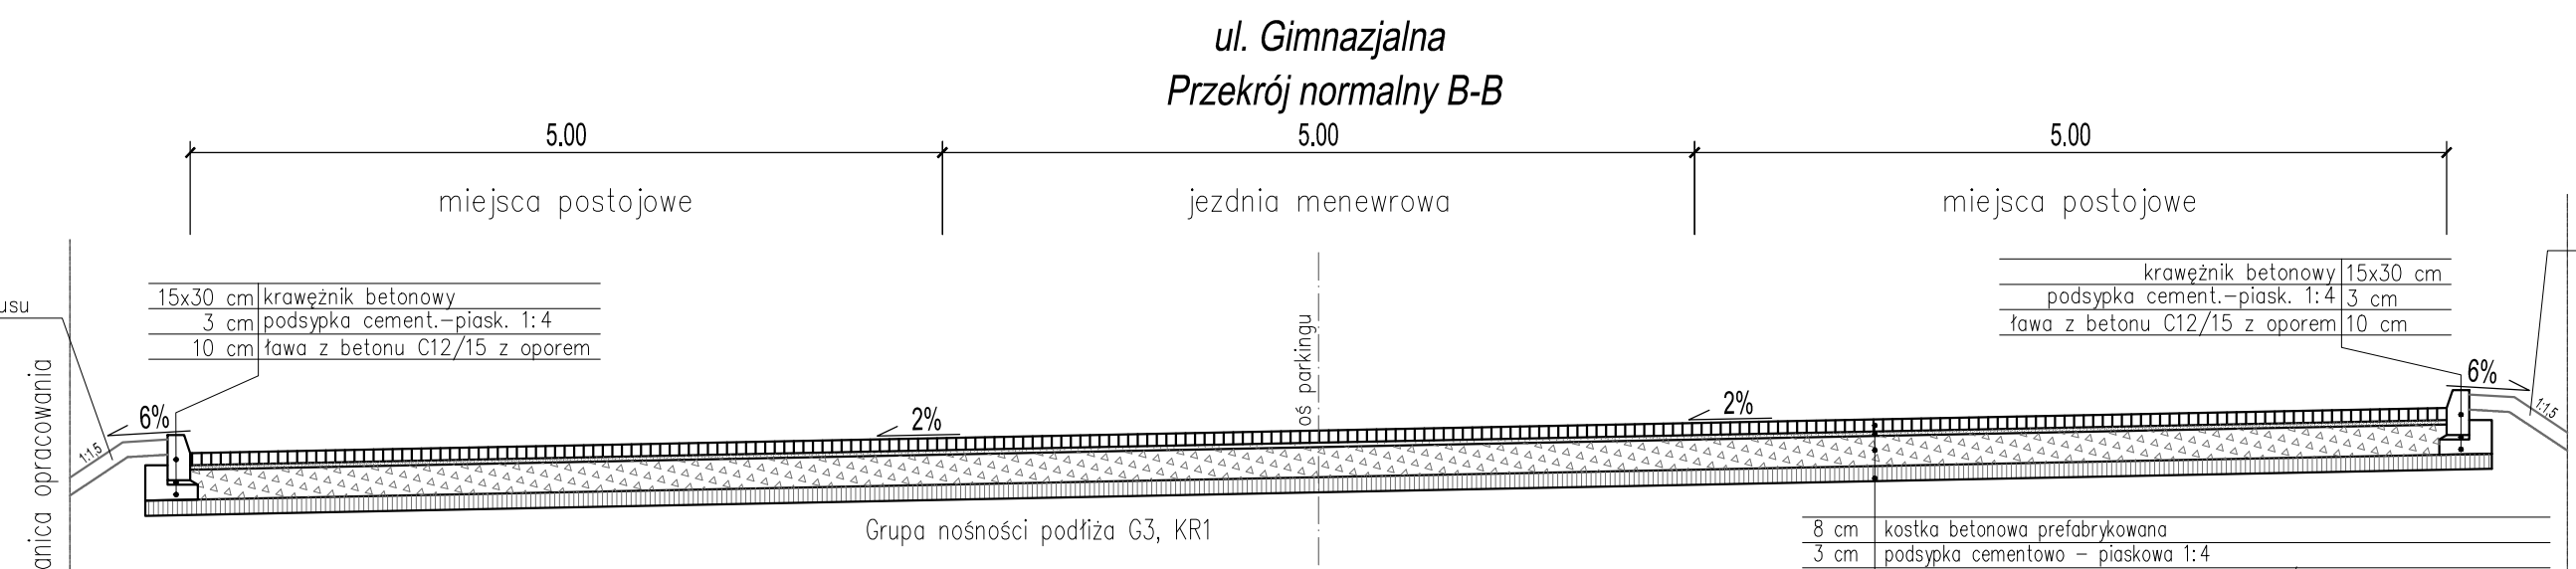 ul. Gimnazjalna
Przekrój normalny B-B
5.00 5.00 5.00
miejsca postojowe jezdnia menewrowa miejsca postojowe
15x30 cm krawężnik betonowy
3 cm podsypka cement.-piask. 1:4
10 cm ława z betonu C12/15 z oporem
krawężnik betonowy 15x30 cm
podsypka cement.-piask. 1:4 3 cm
ława z betonu C12/15 z oporem 10 cm
usu
anica opracowania
oś parkingu
1:1.5
6%
2%
2%
6%
1:1.5
Grupa nośności podłiża G3, KR1
8 cm kostka betonowa prefabrykowana
3 cm podsypka cementowo - piaskowa 1:4